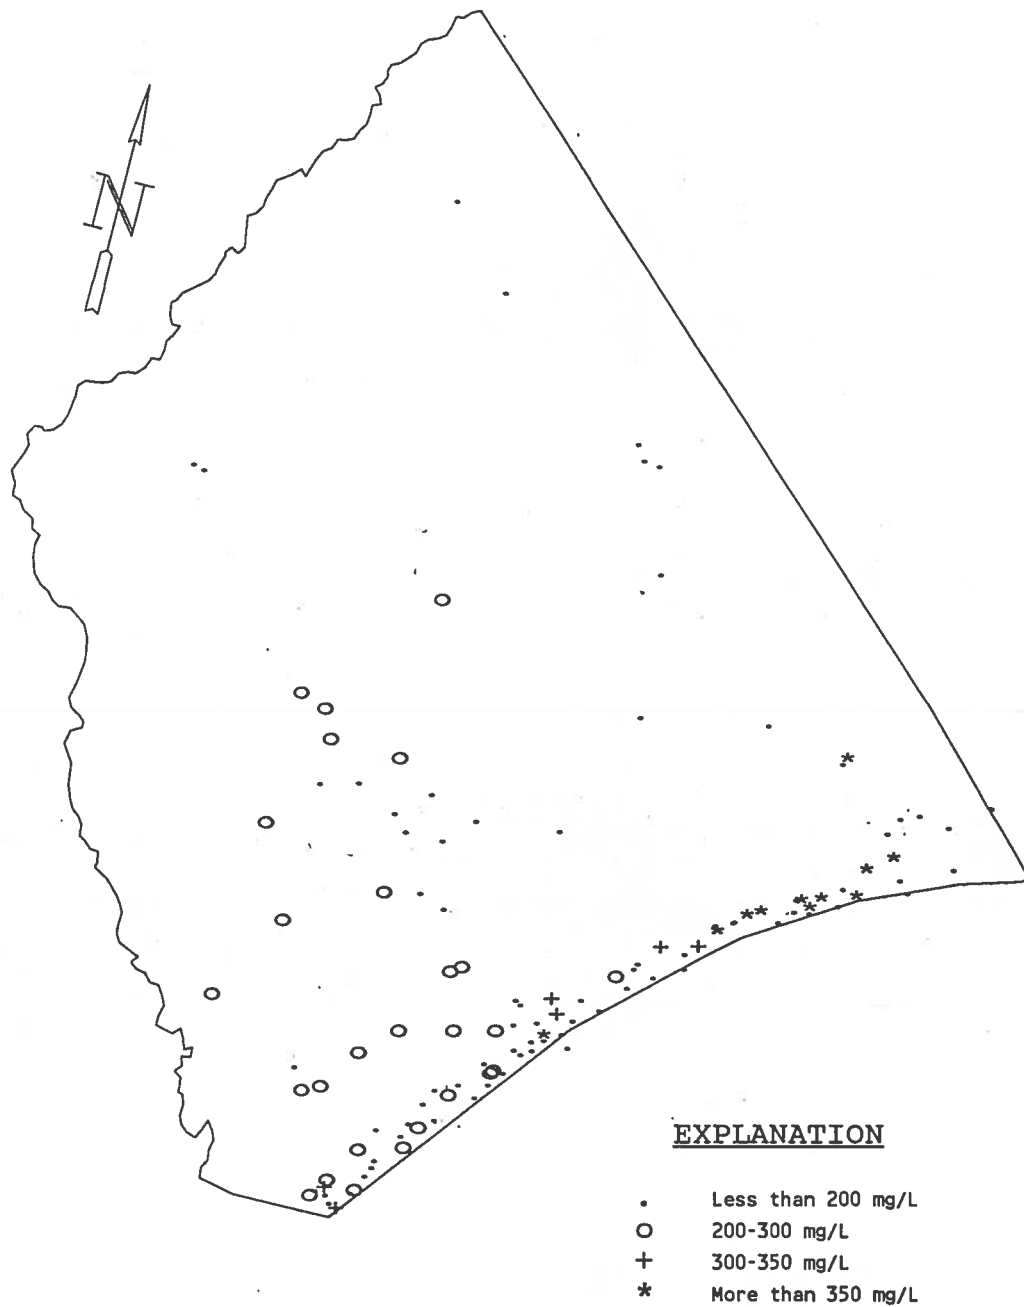 N
EXPLANATION
. Less than 200 mg/L
O 200-300 mg/L
+ 300-350 mg/L
* More than 350 mg/L